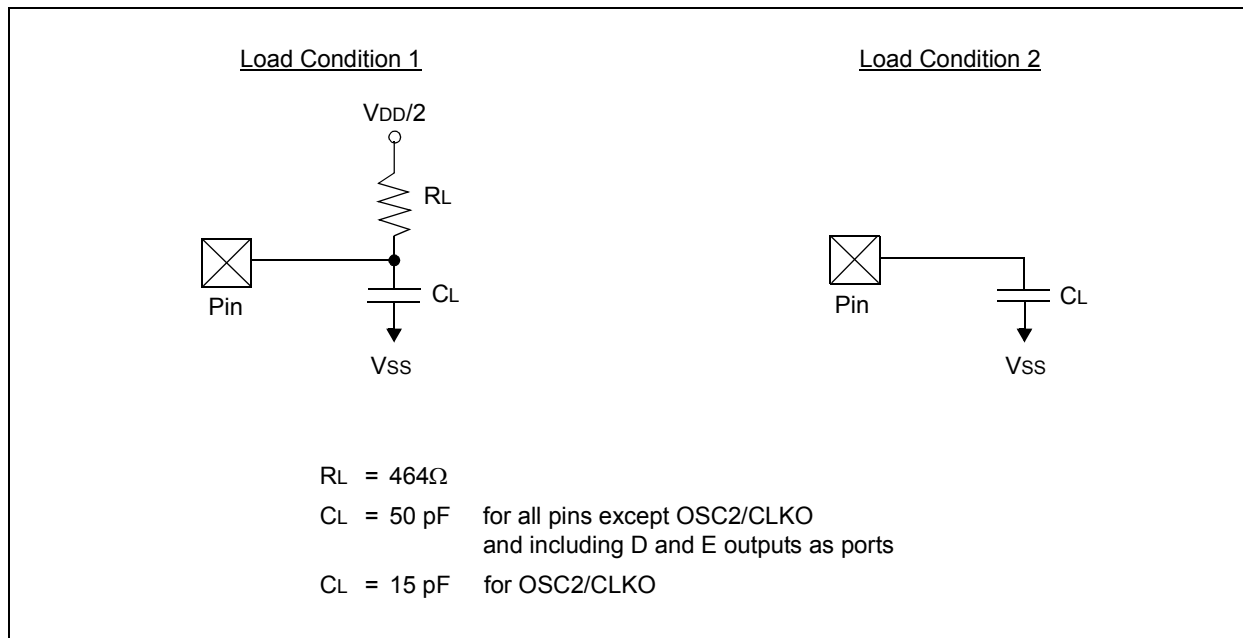 Load Condition 1
Load Condition 2
VDD/2
RL
Pin
CL
VSS
Pin
CL
VSS
RL = 464Ω
CL = 50 pF for all pins except OSC2/CLKO
and including D and E outputs as ports
CL = 15 pF for OSC2/CLKO